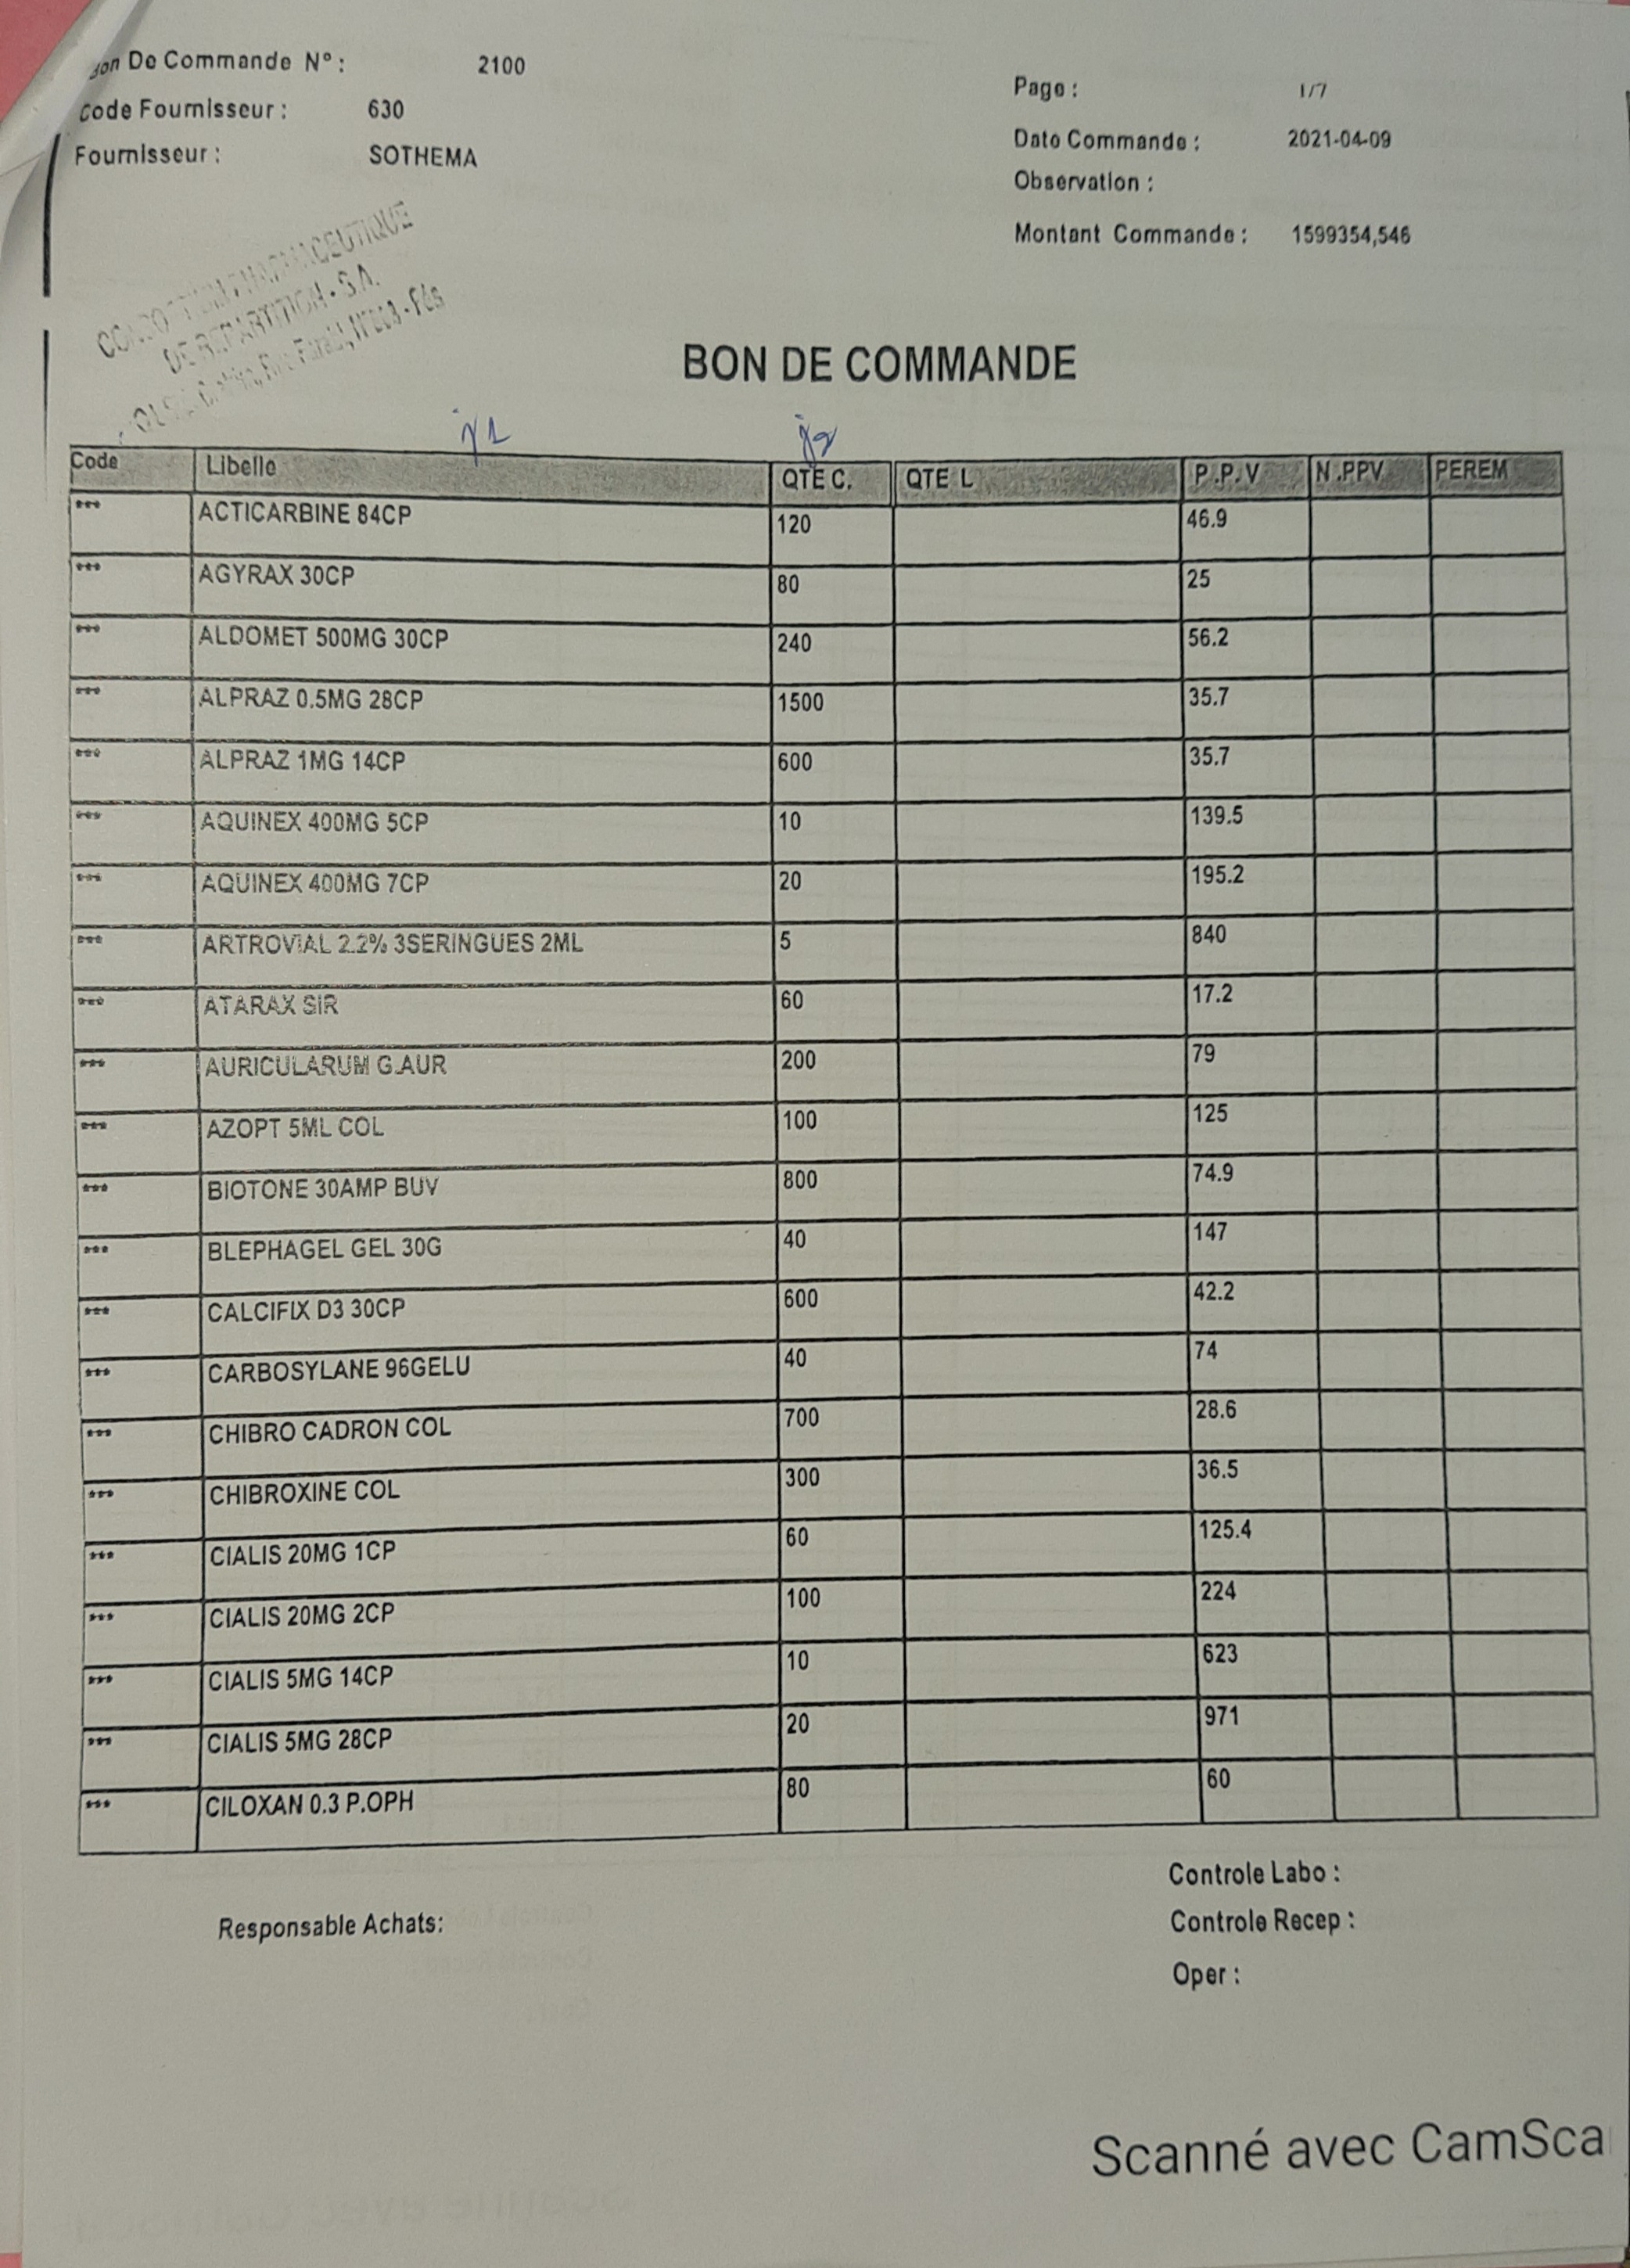 Bon De Commande N° : 2100
Code Fournisseur : 630
Fournisseur : SOTHEMA
Page : 1/7
Date Commande : 2021-04-09
Observation :
Montant Commande : 1599354,546
PHARMACEUTIQUE
DE REPARTITION - S.A.
Fès
BON DE COMMANDE
j1 j2
Code Libelle QTE C. QTE L P.P.V N.PPV PEREM
*** ACTICARBINE 84CP 120 46.9
*** AGYRAX 30CP 80 25
*** ALDOMET 500MG 30CP 240 56.2
*** ALPRAZ 0.5MG 28CP 1500 35.7
*** ALPRAZ 1MG 14CP 600 35.7
*** AQUINEX 400MG 5CP 10 139.5
*** AQUINEX 400MG 7CP 20 195.2
*** ARTROVIAL 2.2% 3SERINGUES 2ML 5 840
*** ATARAX SIR 60 17.2
*** AURICULARUM G.AUR 200 79
*** AZOPT 5ML COL 100 125
*** BIOTONE 30AMP BUV 800 74.9
*** BLEPHAGEL GEL 30G 40 147
*** CALCIFIX D3 30CP 600 42.2
*** CARBOSYLANE 96GELU 40 74
*** CHIBRO CADRON COL 700 28.6
*** CHIBROXINE COL 300 36.5
*** CIALIS 20MG 1CP 60 125.4
*** CIALIS 20MG 2CP 100 224
*** CIALIS 5MG 14CP 10 623
*** CIALIS 5MG 28CP 20 971
*** CILOXAN 0.3 P.OPH 80 60
Responsable Achats:
Controle Labo :
Controle Recep :
Oper :
Scanné avec CamSca